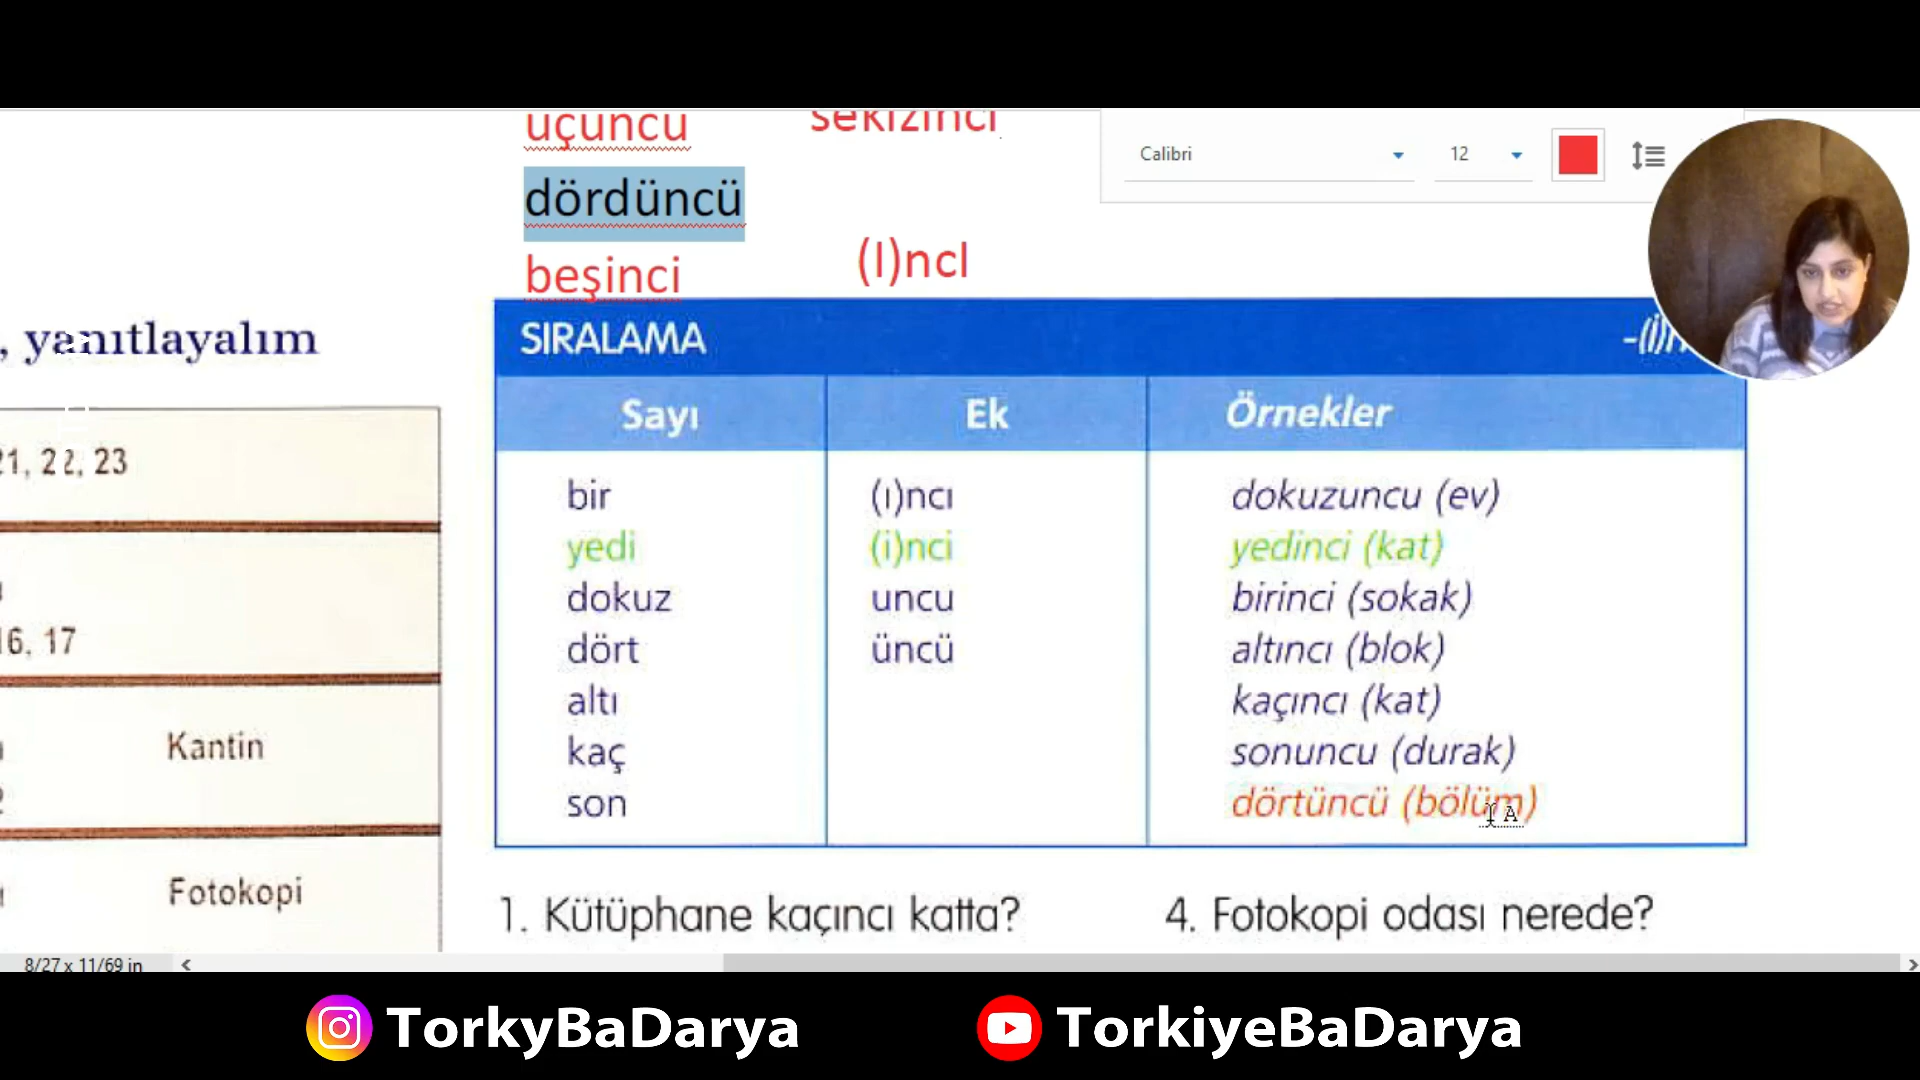 üçüncü
sekizinci
dördüncü
beşinci
(I)ncI
Calibri
12
, yanıtlayalım
21, 22, 23
16, 17
Kantin
Fotokopi
SIRALAMA
Sayı Ek Örnekler
bir (ı)ncı dokuzuncu (ev)
yedi (i)nci yedinci (kat)
dokuz uncu birinci (sokak)
dört üncü altıncı (blok)
altı kaçıncı (kat)
kaç sonuncu (durak)
son dörtüncü (bölüm)
1. Kütüphane kaçıncı katta?
4. Fotokopi odası nerede?
8/27 x 11/69 in
TorkyBaDarya
TorkiyeBaDarya